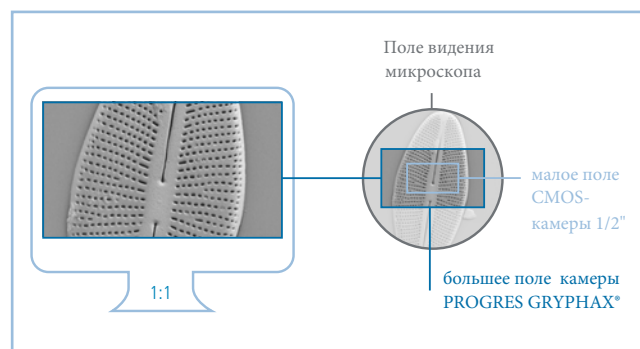 Поле видения
микроскопа
малое поле
CMOS-
камеры 1/2"
большее поле камеры
PROGRES GRYPHAX®
1:1